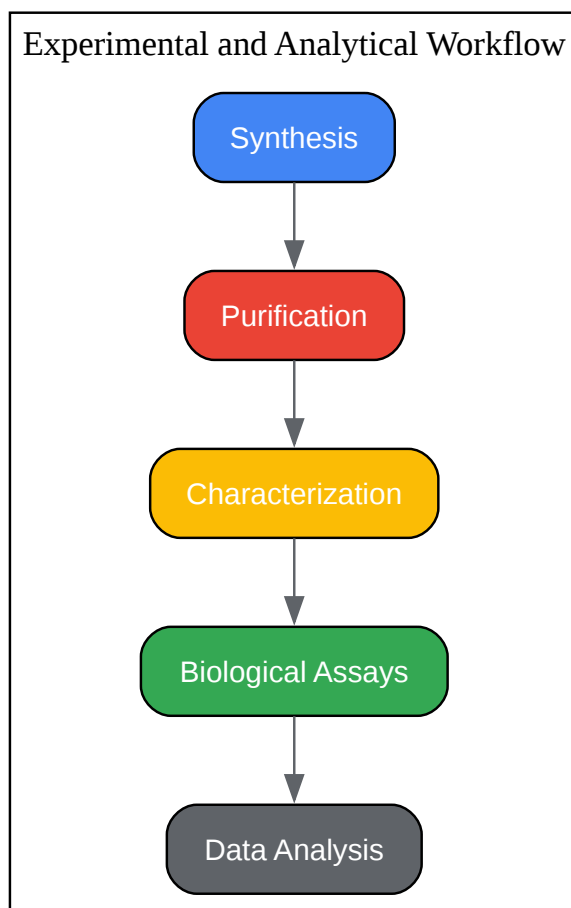 Experimental and Analytical Workflow
Synthesis
Purification
Characterization
Biological Assays
Data Analysis